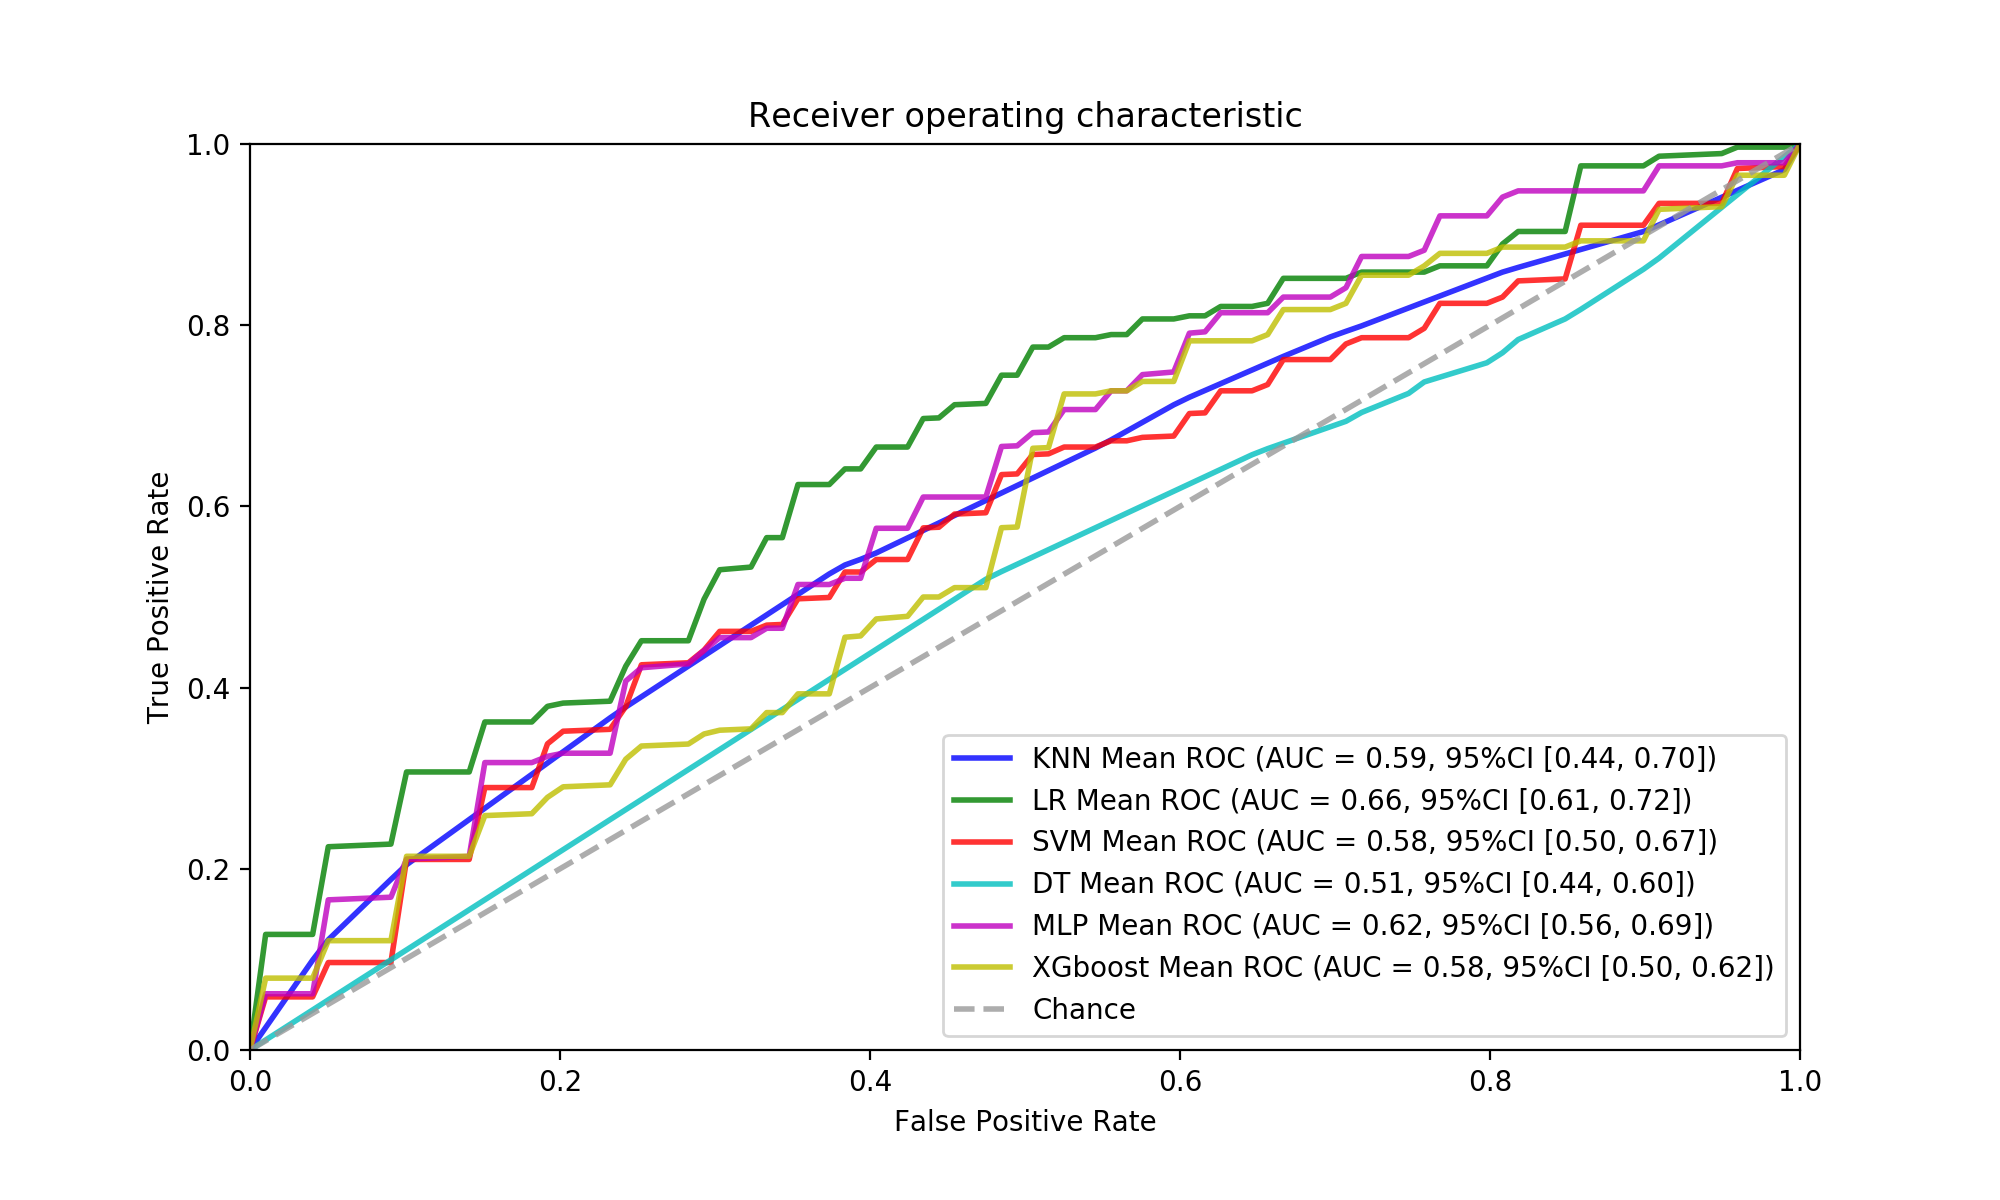 Receiver operating characteristic
1.0
0.8
0.6
0.4
0.2
0.0
True Positive Rate
KNN Mean ROC (AUC = 0.59, 95%CI [0.44, 0.70])
LR Mean ROC (AUC = 0.66, 95%CI [0.61, 0.72])
SVM Mean ROC (AUC = 0.58, 95%CI [0.50, 0.67])
DT Mean ROC (AUC = 0.51, 95%CI [0.44, 0.60])
MLP Mean ROC (AUC = 0.62, 95%CI [0.56, 0.69])
XGboost Mean ROC (AUC = 0.58, 95%CI [0.50, 0.62])
Chance
0.0 0.2 0.4 0.6 0.8 1.0
False Positive Rate